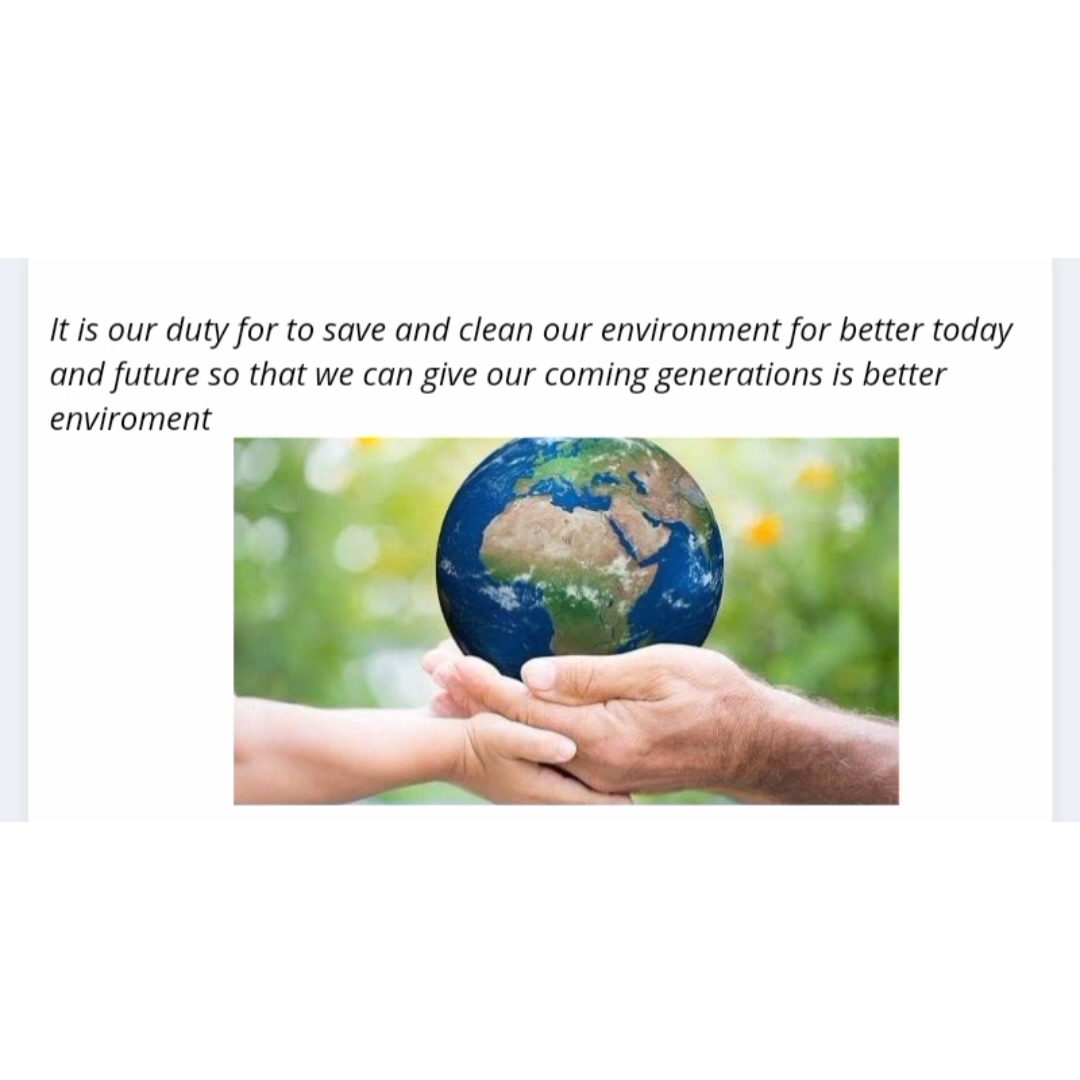 It is our duty for to save and clean our environment for better today
and future so that we can give our coming generations is better
enviroment